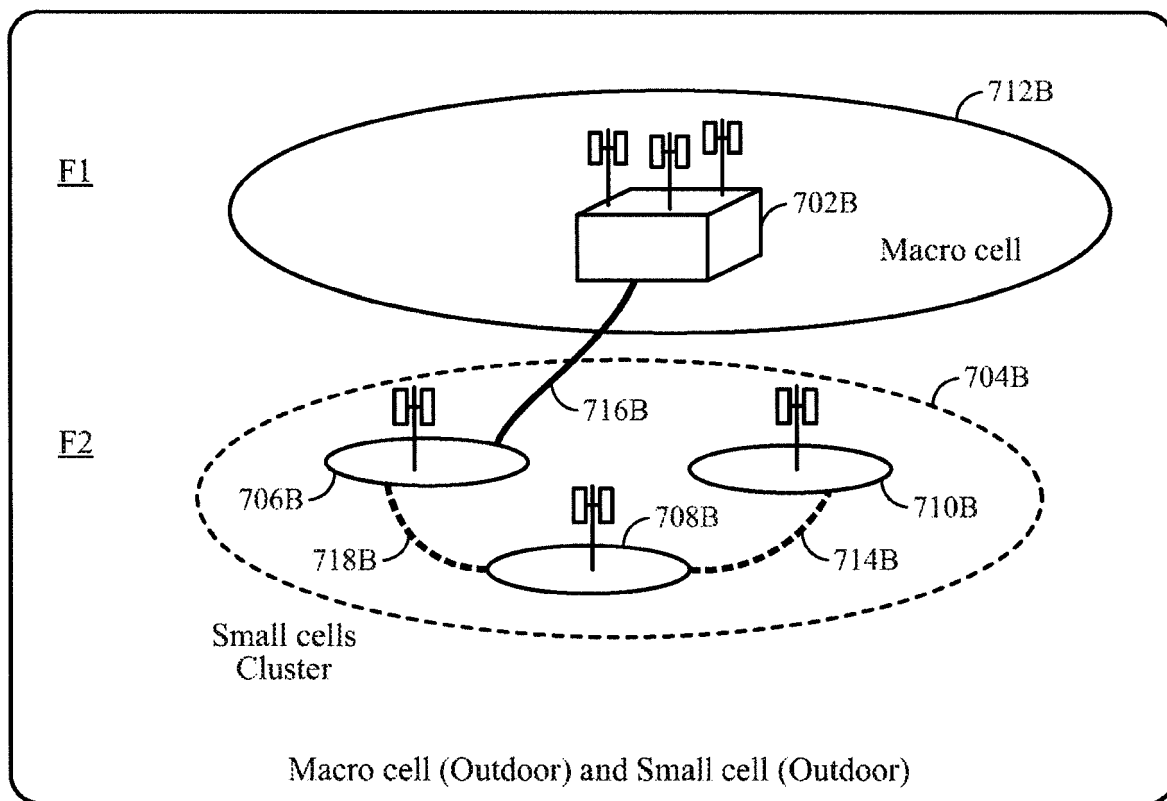 712B
F1
702B
Macro cell
704B
716B
F2
706B
708B
710B
718B
714B
Small cells
Cluster
Macro cell (Outdoor) and Small cell (Outdoor)